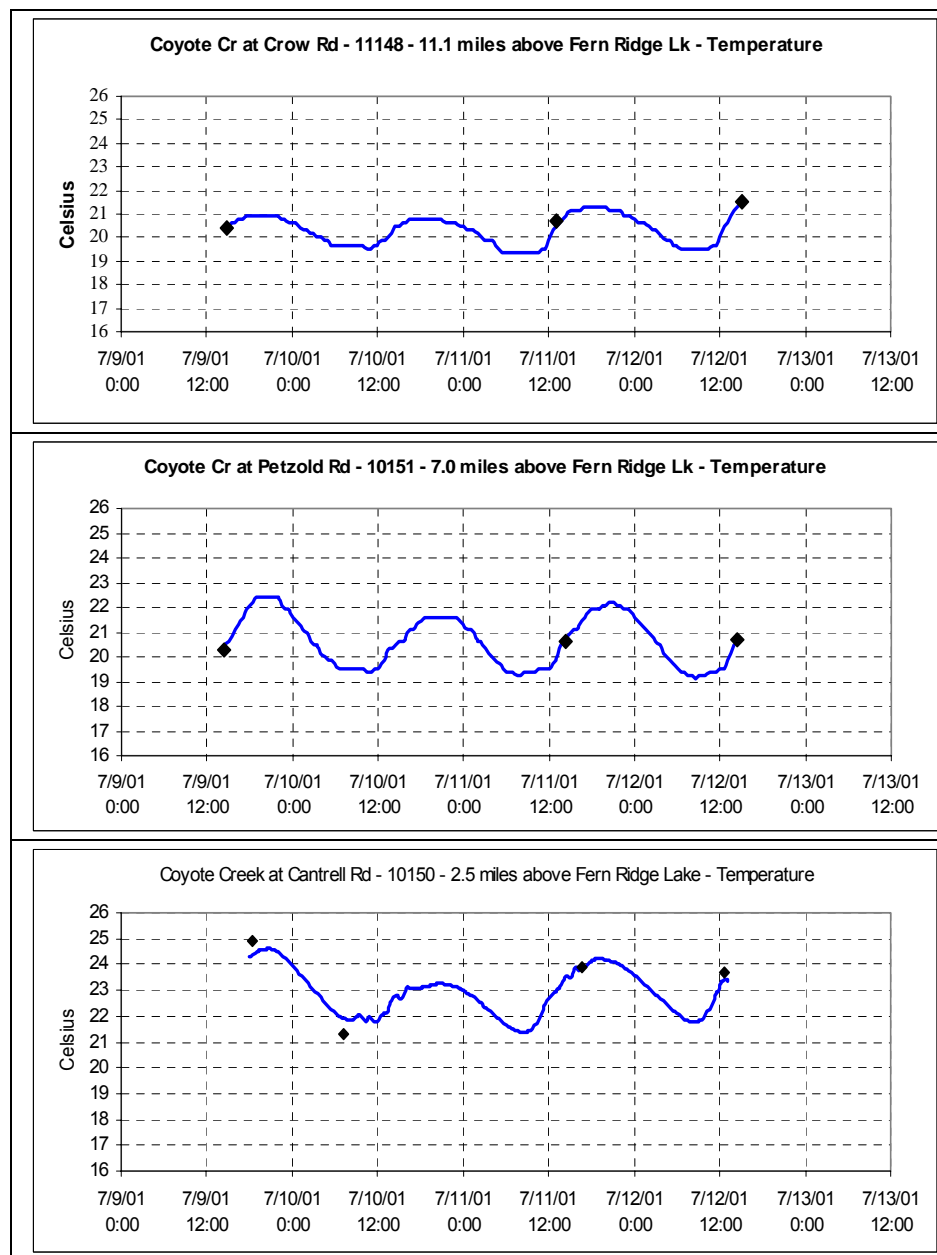 Coyote Cr at Crow Rd - 11148 - 11.1 miles above Fern Ridge Lk - Temperature
26
25
24
23
22
21
20
19
18
17
16
Celsius
7/9/01 7/9/01 7/10/01 7/10/01 7/11/01 7/11/01 7/12/01 7/12/01 7/13/01 7/13/01
0:00 12:00 0:00 12:00 0:00 12:00 0:00 12:00 0:00 12:00
Coyote Cr at Petzold Rd - 10151 - 7.0 miles above Fern Ridge Lk - Temperature
26
25
24
23
22
21
20
19
18
17
16
Celsius
7/9/01 7/9/01 7/10/01 7/10/01 7/11/01 7/11/01 7/12/01 7/12/01 7/13/01 7/13/01
0:00 12:00 0:00 12:00 0:00 12:00 0:00 12:00 0:00 12:00
Coyote Creek at Cantrell Rd - 10150 - 2.5 miles above Fern Ridge Lake - Temperature
26
25
24
23
22
21
20
19
18
17
16
Celsius
7/9/01 7/9/01 7/10/01 7/10/01 7/11/01 7/11/01 7/12/01 7/12/01 7/13/01 7/13/01
0:00 12:00 0:00 12:00 0:00 12:00 0:00 12:00 0:00 12:00